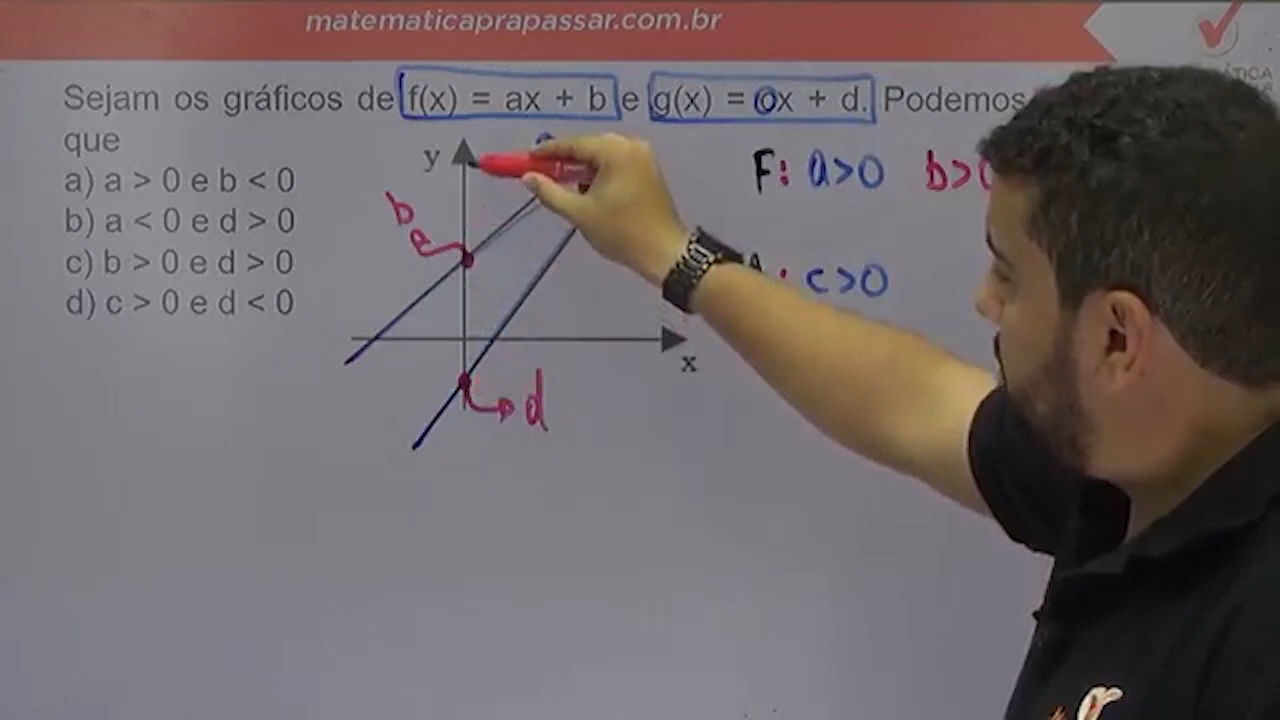 matematicaprapassar.com.br
Sejam os gráficos de f(x) = ax + b e g(x) = cx + d. Podemos
que
a) a > 0 e b < 0
b) a < 0 e d > 0
c) b > 0 e d > 0
d) c > 0 e d < 0
y
b
x
d
F: a>0 b>0
: c>0